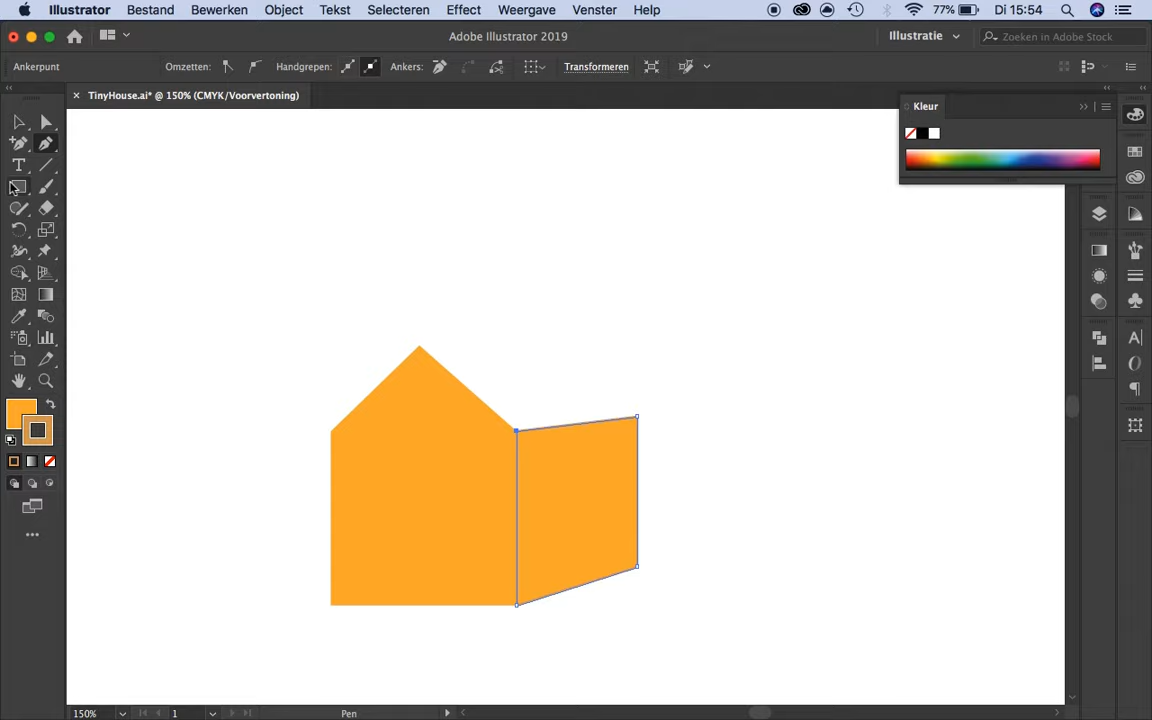 Illustrator Bestand Bewerken Object Tekst Selecteren Effect Weergave Venster Help 77% Di 15:54
Adobe Illustrator 2019 Illustratie Zoeken in Adobe Stock
Ankerpunt Omzetten: Handgrepen: Ankers: Transformeren
TinyHouse.ai* @ 150% (CMYK/Voorvertoning)
Kleur
150% 1 Pen